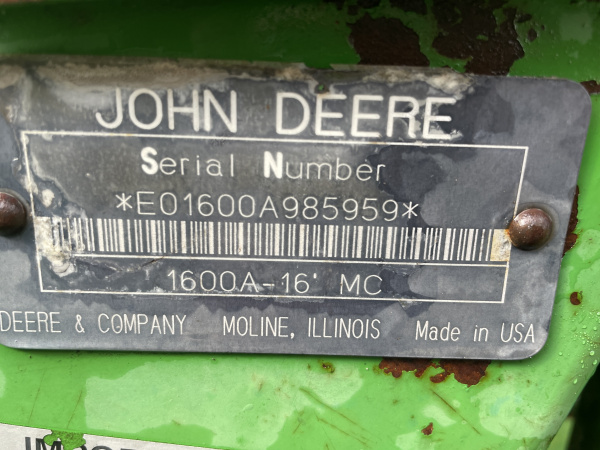 JOHN DEERE
Serial Number
*E01600A985959*
1600A-16' MC
DEERE & COMPANY MOLINE, ILLINOIS Made in USA